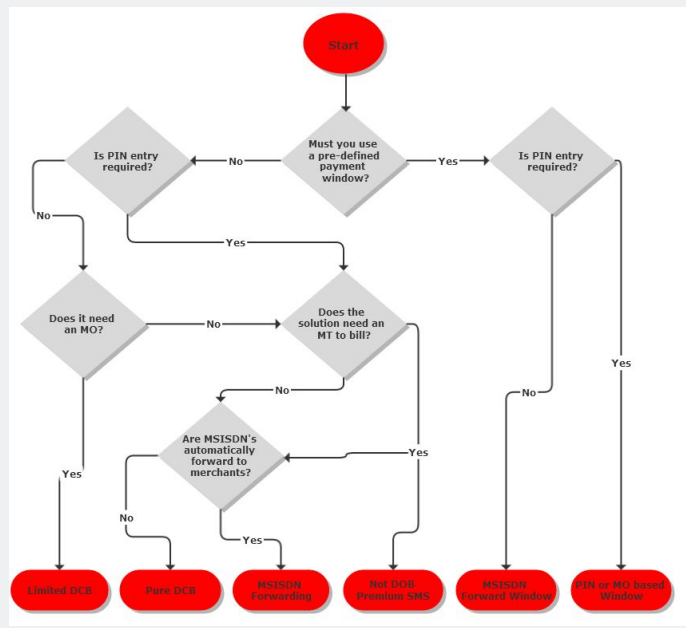 Start
Is PIN entry
required?
No
Must you use
a pre-defined
payment
window?
Yes
Is PIN entry
required?
No
Yes
Does it need
an MO?
No
Does the
solution need an
MT to bill?
Yes
No
No
Are MSISDN's
automatically
forward to
merchants?
Yes
Yes
No
Yes
Limited DCB
Pure DCB
MSISDN
Forwarding
Not DOB
Premium SMS
MSISDN
Forward Window
PIN or MO based
Window